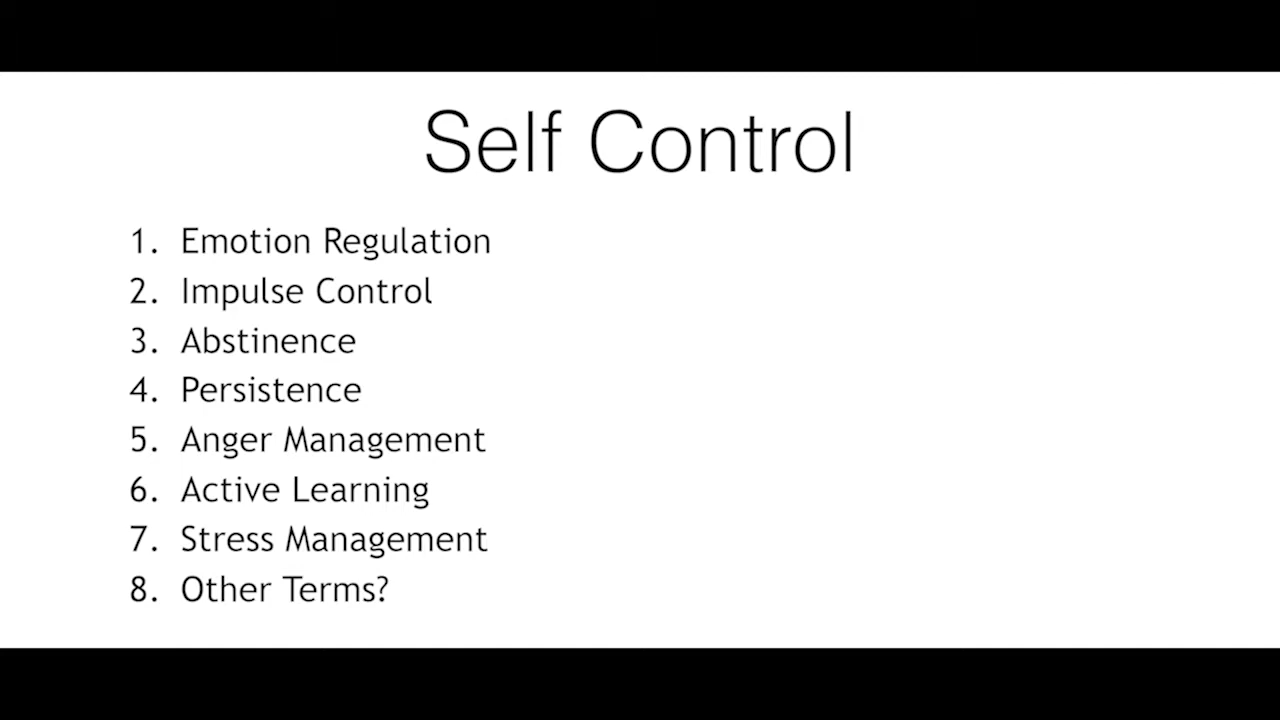 Self Control
1. Emotion Regulation
2. Impulse Control
3. Abstinence
4. Persistence
5. Anger Management
6. Active Learning
7. Stress Management
8. Other Terms?